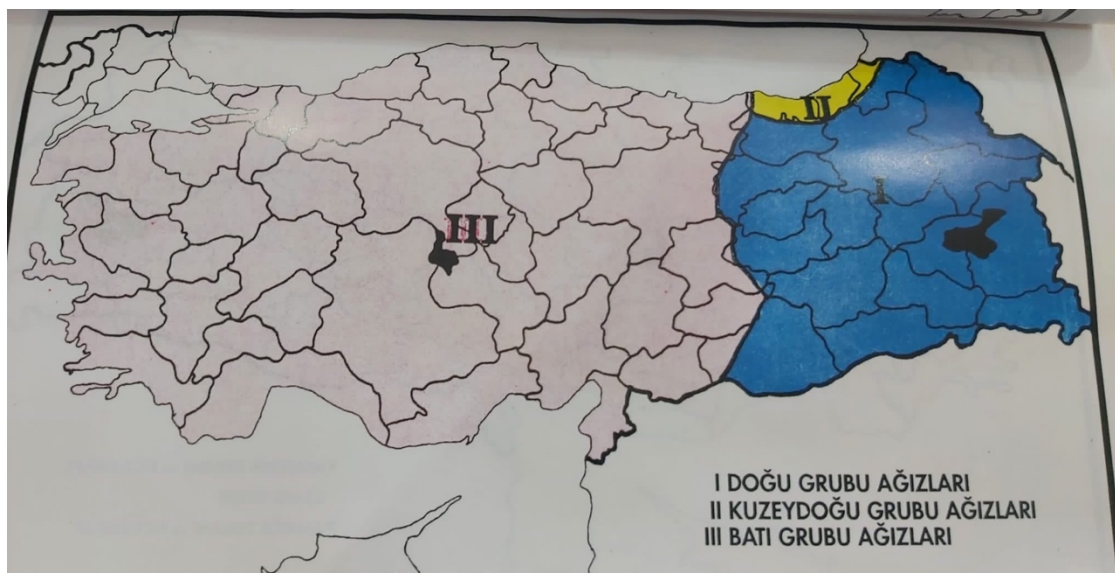 II
I
III
I DOĞU GRUBU AĞIZLARI
II KUZEYDOĞU GRUBU AĞIZLARI
III BATI GRUBU AĞIZLARI